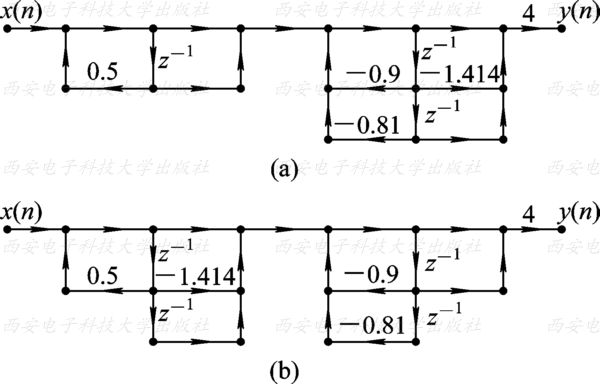 x(n) 4 y(n)
z⁻¹ z⁻¹
0.5 −0.9 −1.414
z⁻¹
−0.81
(a)
x(n) 4 y(n)
z⁻¹ z⁻¹
0.5 −1.414 −0.9
z⁻¹ z⁻¹
−0.81
(b)
西安电子科技大学出版社